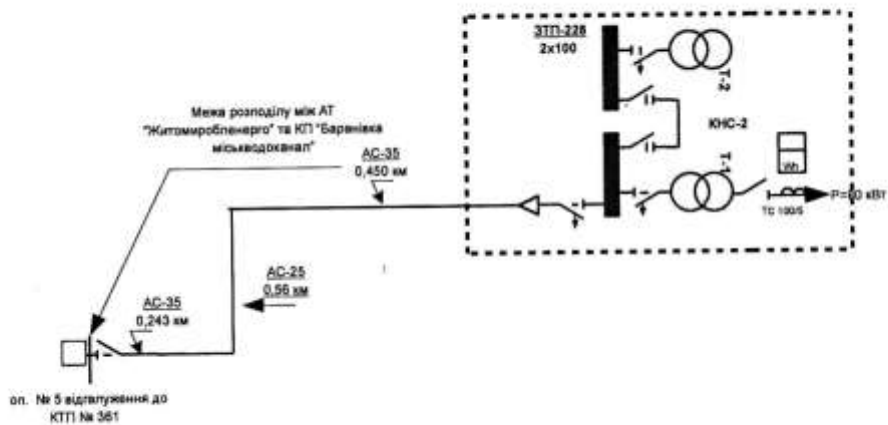 ЗТП-228
2х100
Т-2
Межа розподілу між АТ
"Житомиробленерго" та КП "Баранівка
міськводоканал"
КНС-2
АС-35
0,450 км
Т-1
Wh
ТС 100/5
кВт
АС-25
0,56 км
АС-35
0,243 км
оп. № 5 відгалуження до
КТП № 361